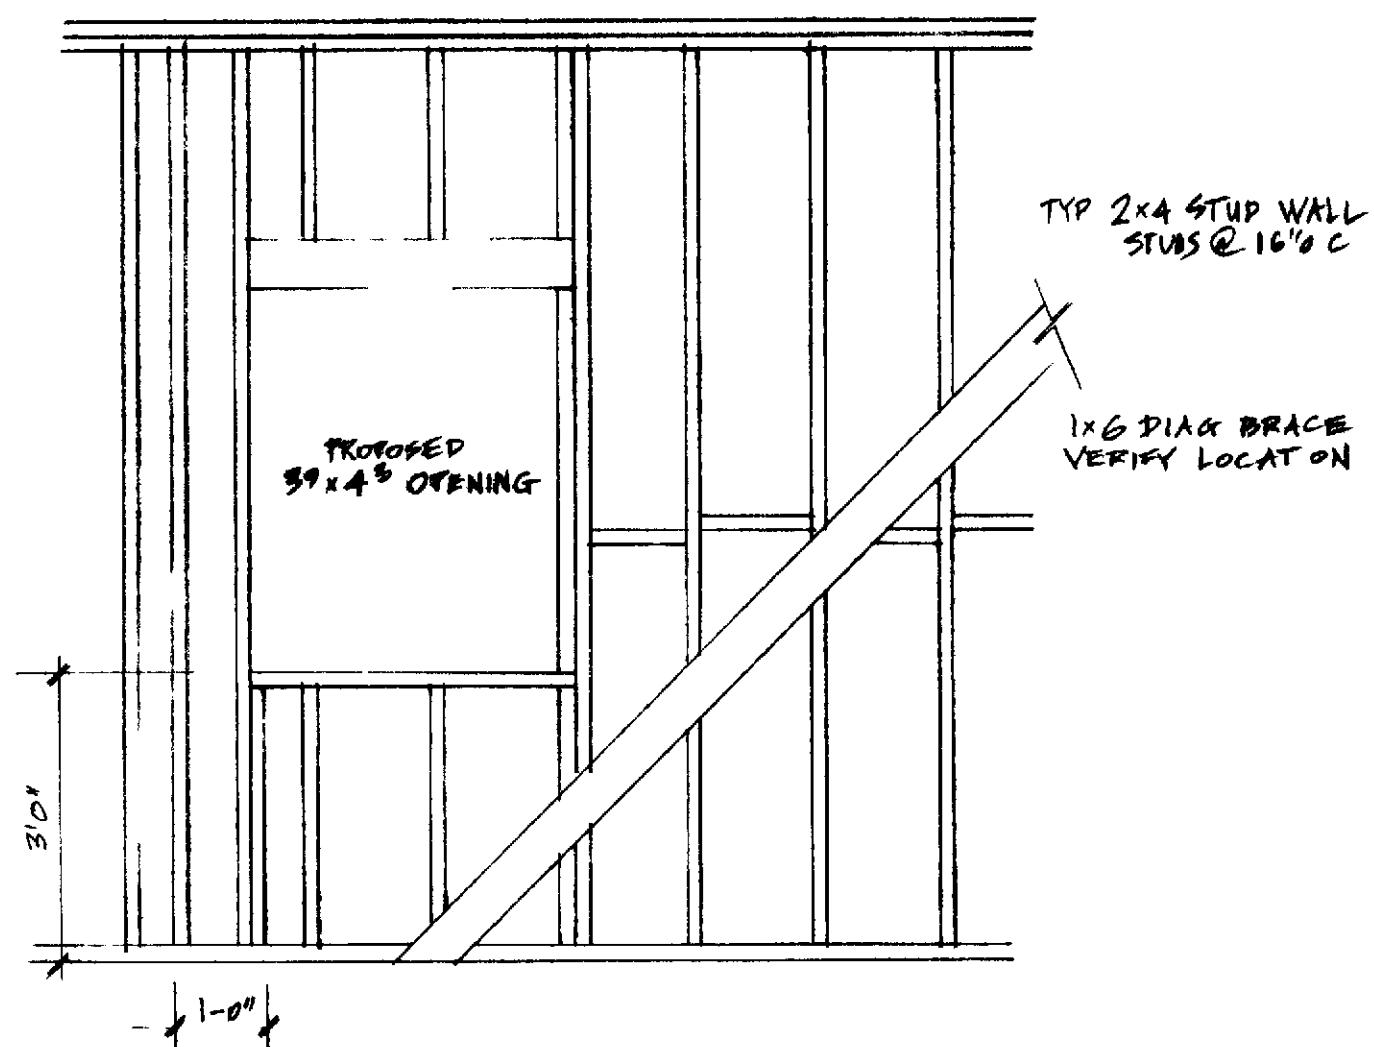 TYP 2x4 STUD WALL
STUDS @ 16"o C
1x6 DIAG BRACE
VERIFY LOCAT ON
PROPOSED
3⁹ x 4³ OPENING
3'0"
1-0"